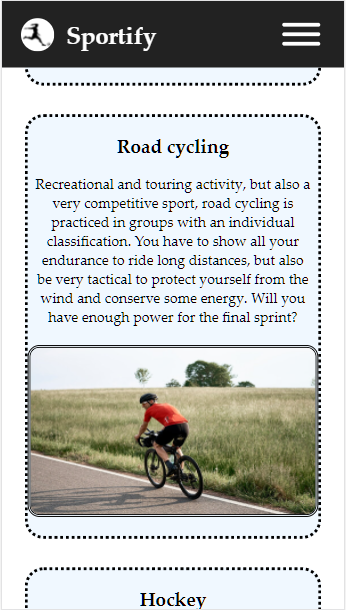 Sportify
Road cycling
Recreational and touring activity, but also a
very competitive sport, road cycling is
practiced in groups with an individual
classification. You have to show all your
endurance to ride long distances, but also
be very tactical to protect yourself from the
wind and conserve some energy. Will you
have enough power for the final sprint?
Hockey